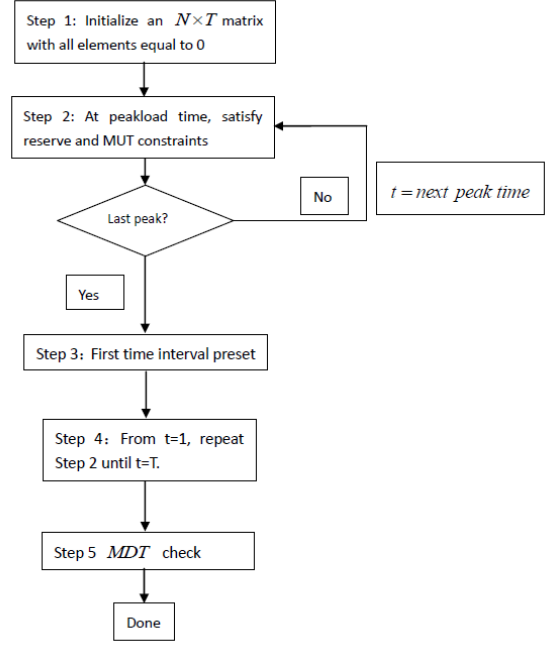 Step 1: Initialize an N×T matrix
with all elements equal to 0
Step 2: At peakload time, satisfy
reserve and MUT constraints
Last peak?
No
t = next peak time
Yes
Step 3：First time interval preset
Step 4：From t=1, repeat
Step 2 until t=T.
Step 5 MDT check
Done